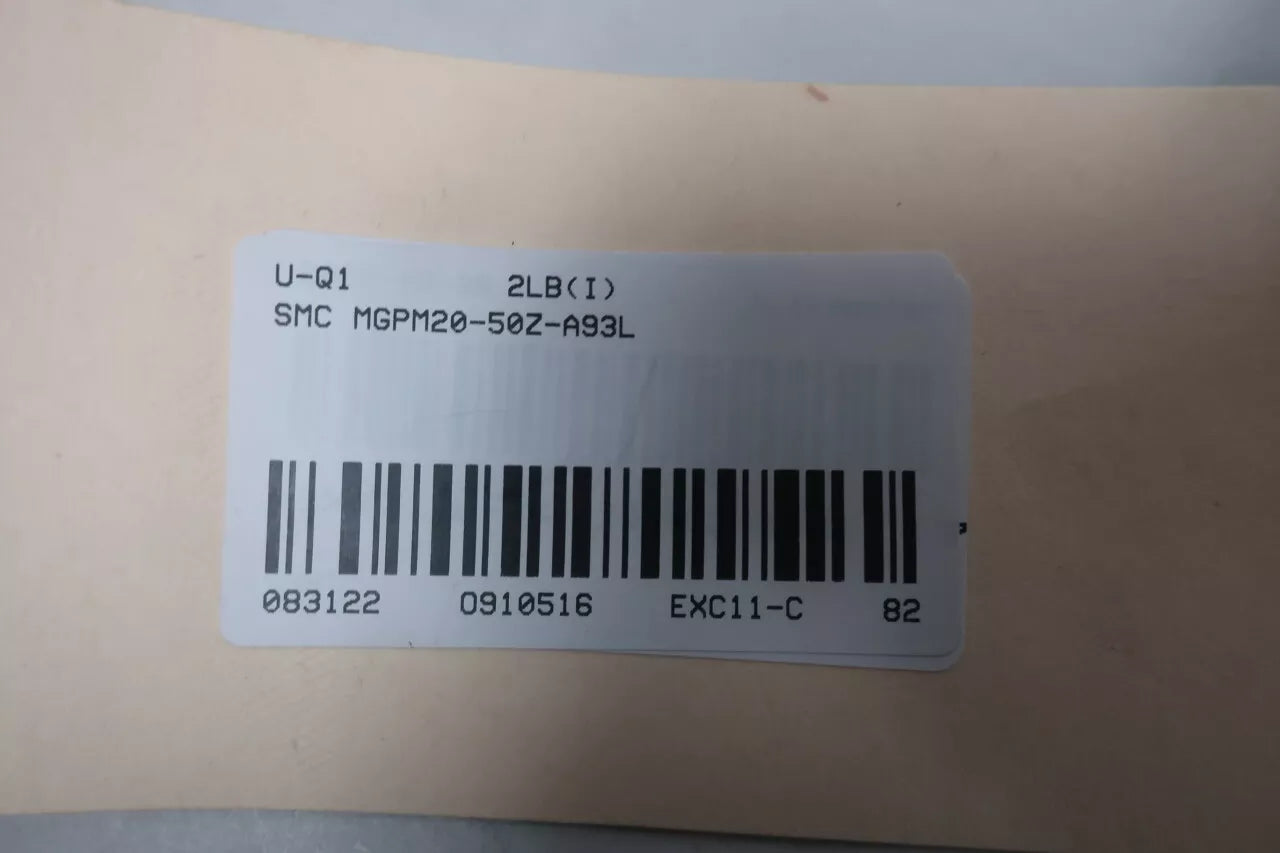 U-Q1 2LB(I)
SMC MGPM20-50Z-A93L
083122 0910516 EXC11-C 82